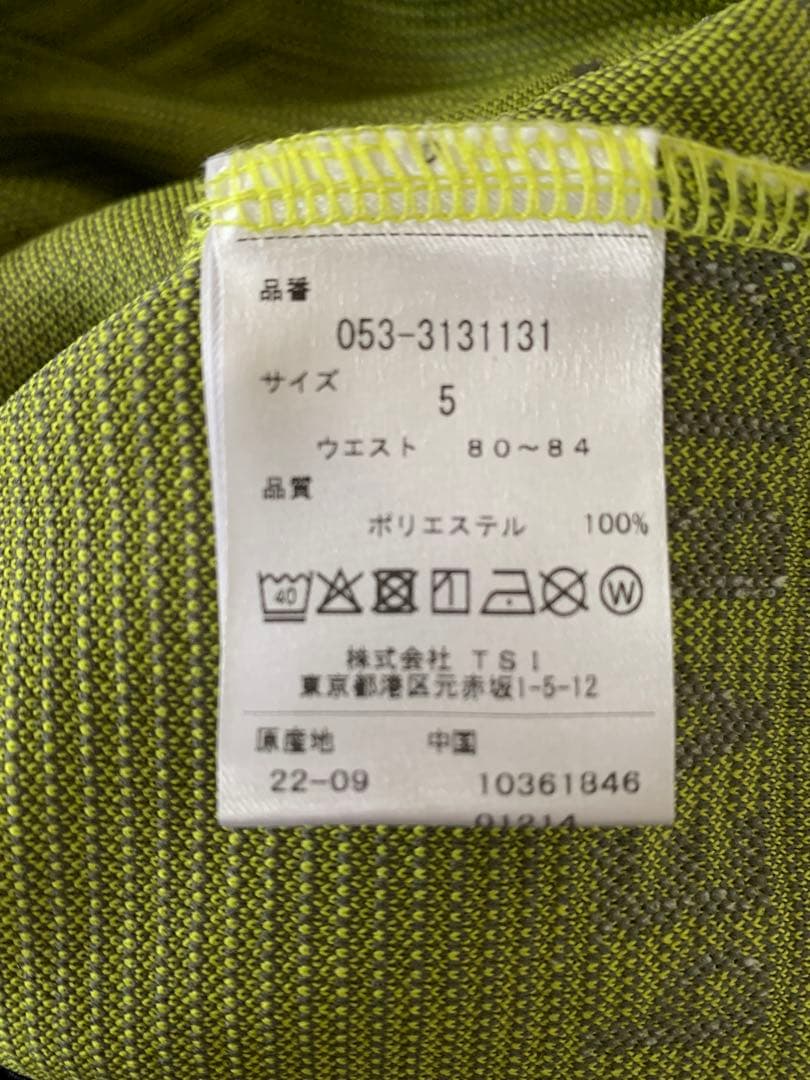 品番
053-3131131
サイズ
5
ウエスト 80～84
品質
ポリエステル 100%
40
W
株式会社 TSI
東京都港区元赤坂1-5-12
原産地 中国
22-09 10361846
01214